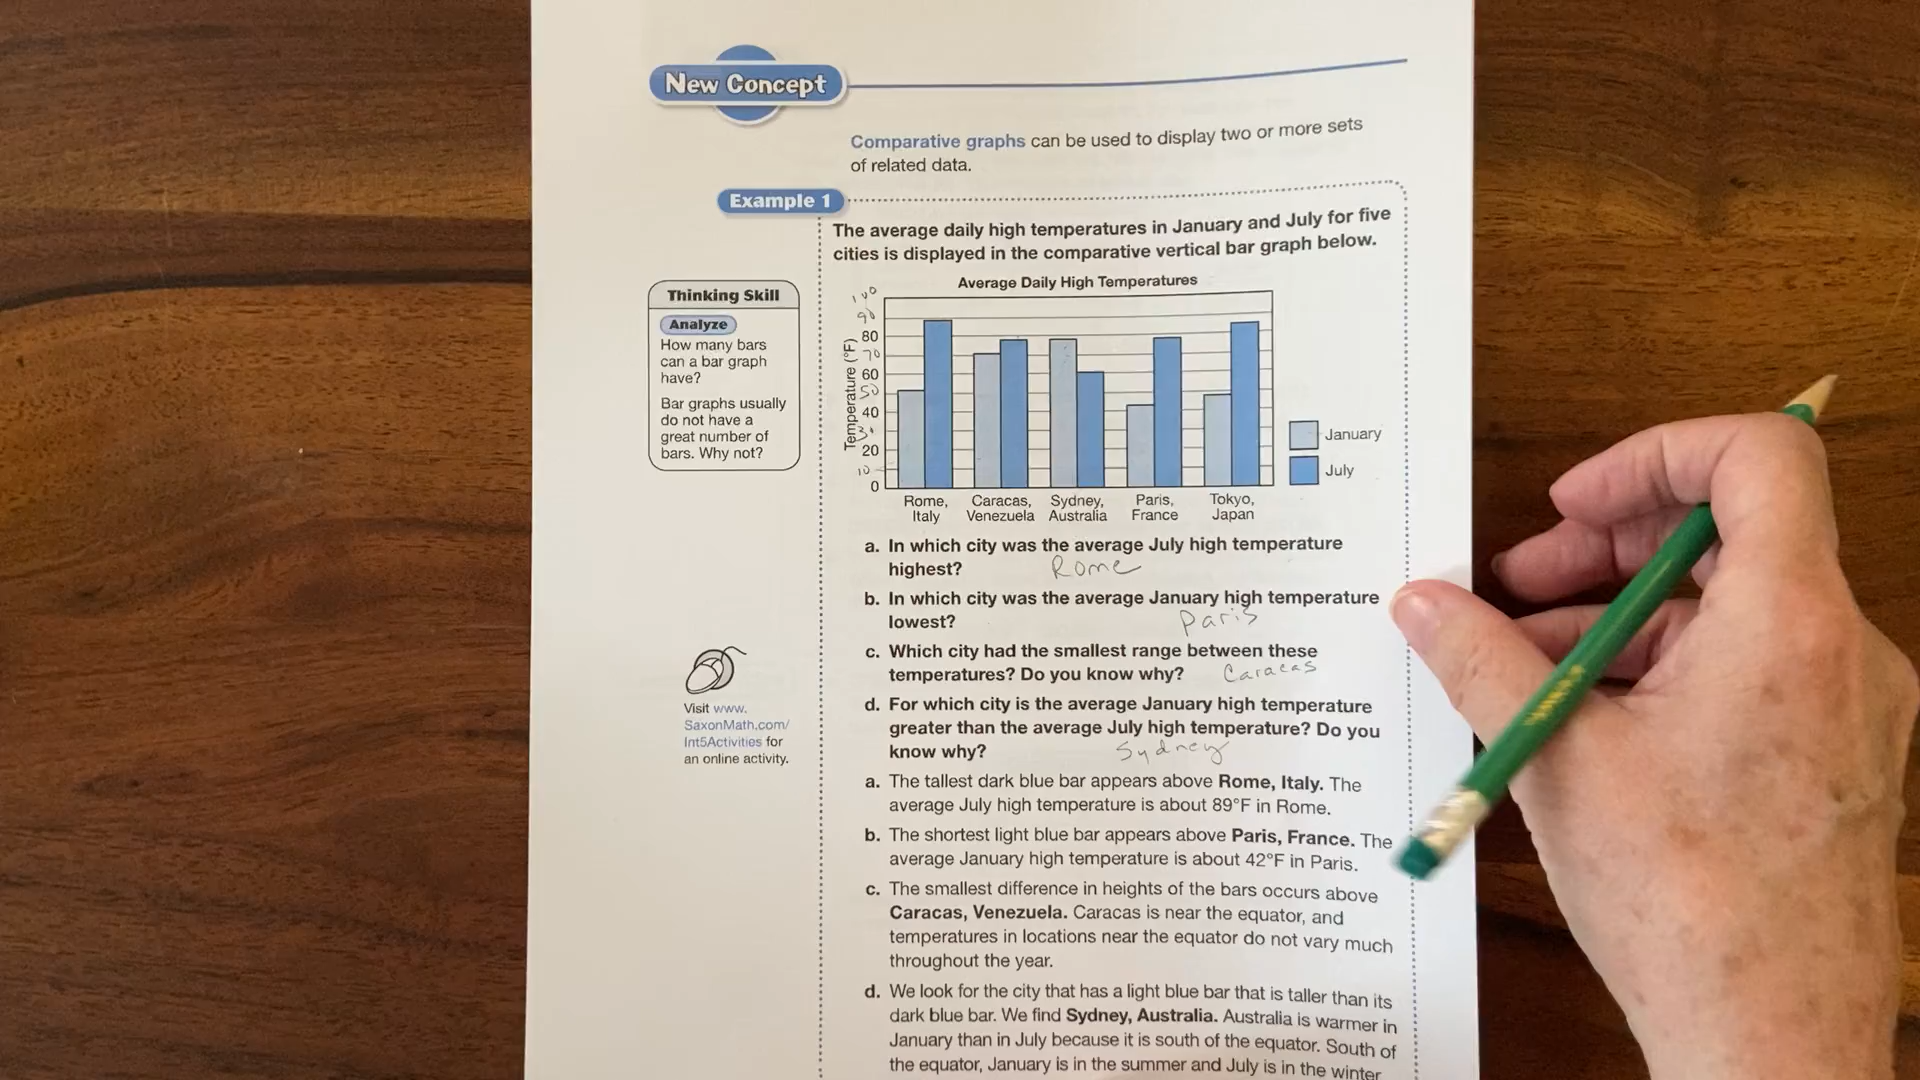 New Concept
Comparative graphs can be used to display two or more sets
of related data.
Example 1
The average daily high temperatures in January and July for five
cities is displayed in the comparative vertical bar graph below.
Thinking Skill
Analyze
How many bars
can a bar graph
have?
Bar graphs usually
do not have a
great number of
bars. Why not?
Average Daily High Temperatures
Temperature (°F)
100
90
80
70
60
50
40
30
20
10
0
Rome,
Italy
Caracas,
Venezuela
Sydney,
Australia
Paris,
France
Tokyo,
Japan
January
July
a. In which city was the average July high temperature
highest? Rome
b. In which city was the average January high temperature
lowest? Paris
c. Which city had the smallest range between these
temperatures? Do you know why? Caracas
d. For which city is the average January high temperature
greater than the average July high temperature? Do you
know why? Sydney
Visit www.
SaxonMath.com/
Int5Activities for
an online activity.
a. The tallest dark blue bar appears above Rome, Italy. The
average July high temperature is about 89°F in Rome.
b. The shortest light blue bar appears above Paris, France. The
average January high temperature is about 42°F in Paris.
c. The smallest difference in heights of the bars occurs above
Caracas, Venezuela. Caracas is near the equator, and
temperatures in locations near the equator do not vary much
throughout the year.
d. We look for the city that has a light blue bar that is taller than its
dark blue bar. We find Sydney, Australia. Australia is warmer in
January than in July because it is south of the equator. South of
the equator, January is in the summer and July is in the winter